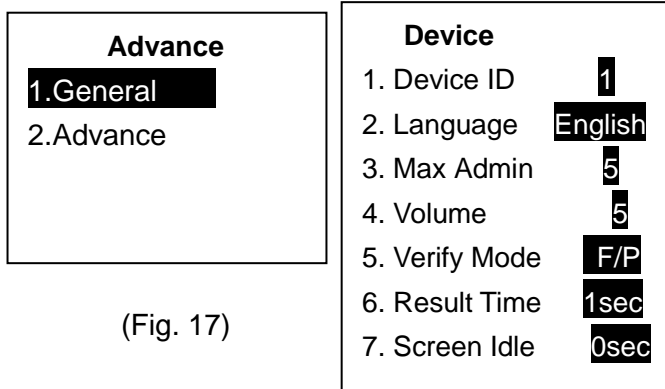 Advance
1.General
2.Advance
(Fig. 17)
Device
1. Device ID 1
2. Language English
3. Max Admin 5
4. Volume 5
5. Verify Mode F/P
6. Result Time 1sec
7. Screen Idle 0sec